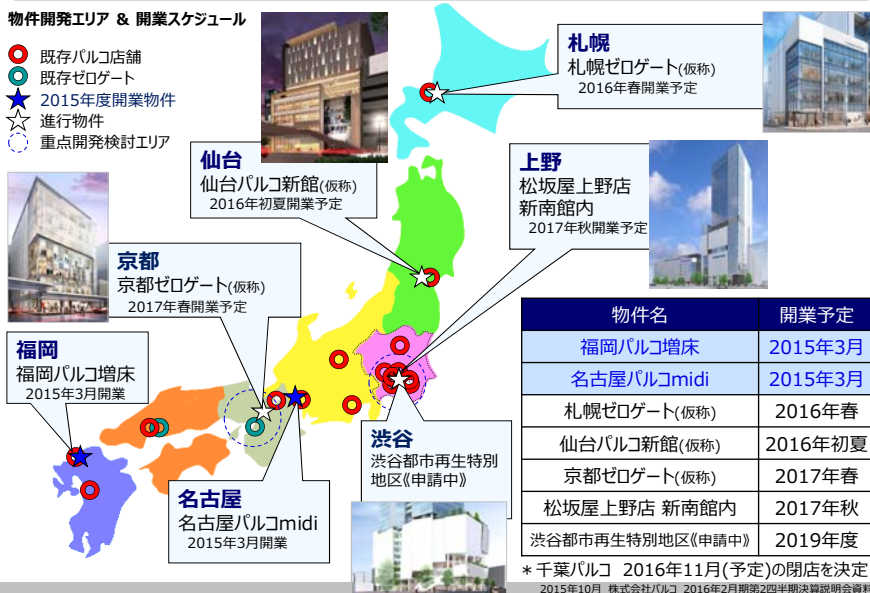 物件開発エリア & 開業スケジュール
既存パルコ店舗
既存ゼロゲート
2015年度開業物件
進行物件
重点開発検討エリア
札幌
札幌ゼロゲート(仮称)
2016年春開業予定
仙台
仙台パルコ新館(仮称)
2016年初夏開業予定
上野
松坂屋上野店
新南館内
2017年秋開業予定
京都
京都ゼロゲート(仮称)
2017年春開業予定
福岡
福岡パルコ増床
2015年3月開業
名古屋
名古屋パルコmidi
2015年3月開業
渋谷
渋谷都市再生特別
地区《申請中》
物件名 開業予定
福岡パルコ増床 2015年3月
名古屋パルコmidi 2015年3月
札幌ゼロゲート(仮称) 2016年春
仙台パルコ新館(仮称) 2016年初夏
京都ゼロゲート(仮称) 2017年春
松坂屋上野店 新南館内 2017年秋
渋谷都市再生特別地区《申請中》 2019年度
＊千葉パルコ 2016年11月(予定)の閉店を決定
2015年10月 株式会社パルコ 2016年2月期第2四半期決算説明会資料